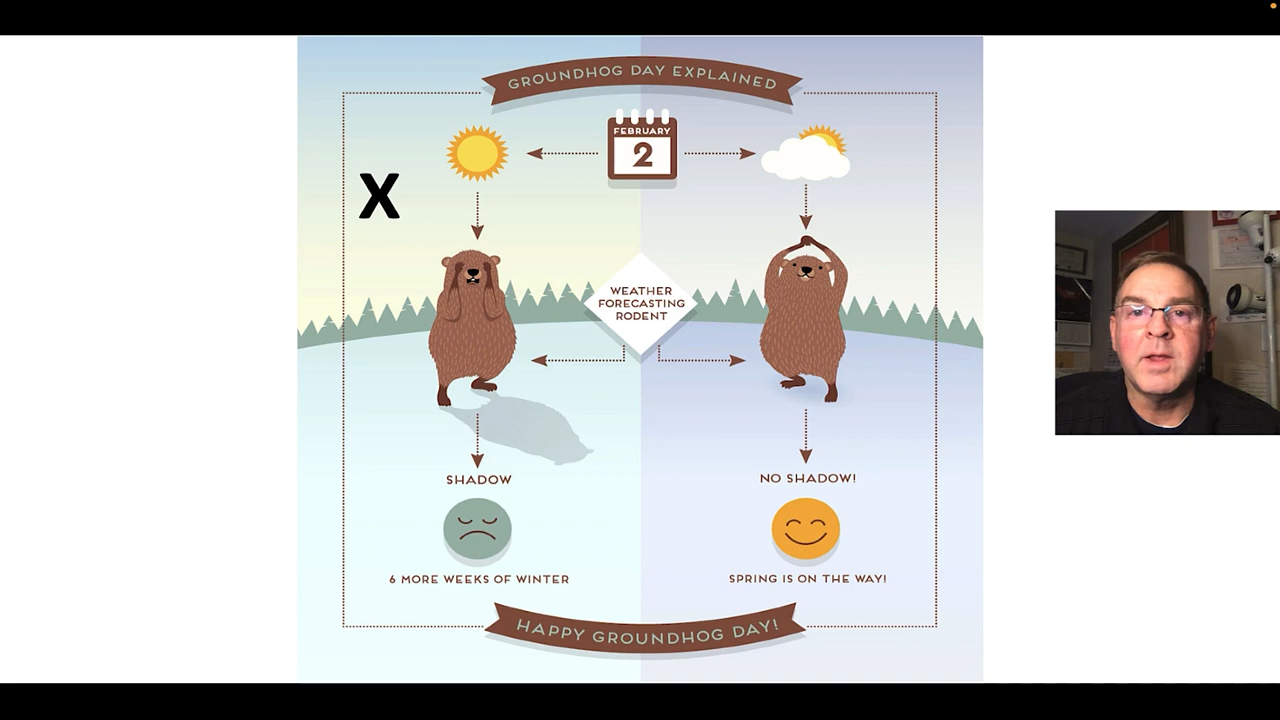 GROUNDHOG DAY EXPLAINED
FEBRUARY
2
X
WEATHER
FORECASTING
RODENT
SHADOW
NO SHADOW!
6 MORE WEEKS OF WINTER
SPRING IS ON THE WAY!
HAPPY GROUNDHOG DAY!